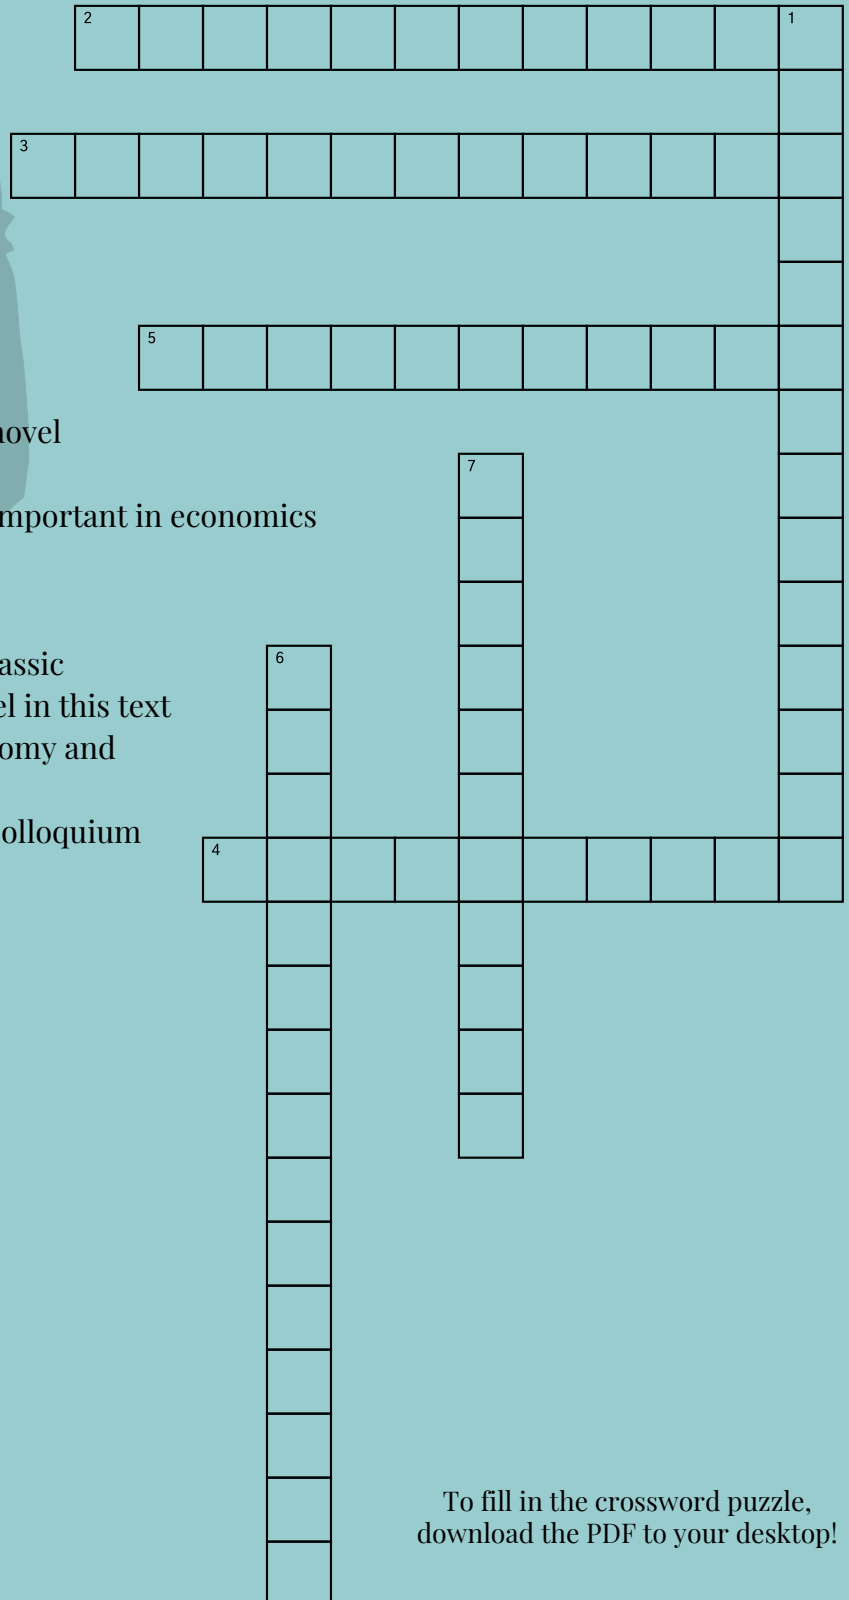 2
1
3
5
novel
7
important in economics
6
assic
el in this text
omy and
olloquium
4
To fill in the crossword puzzle,
download the PDF to your desktop!